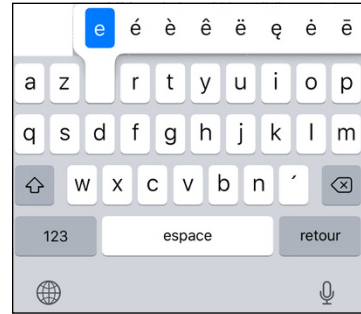 e é è ê ë ę ė ē
a z r t y u i o p
q s d f g h j k l m
w x c v b n ´
123 espace retour